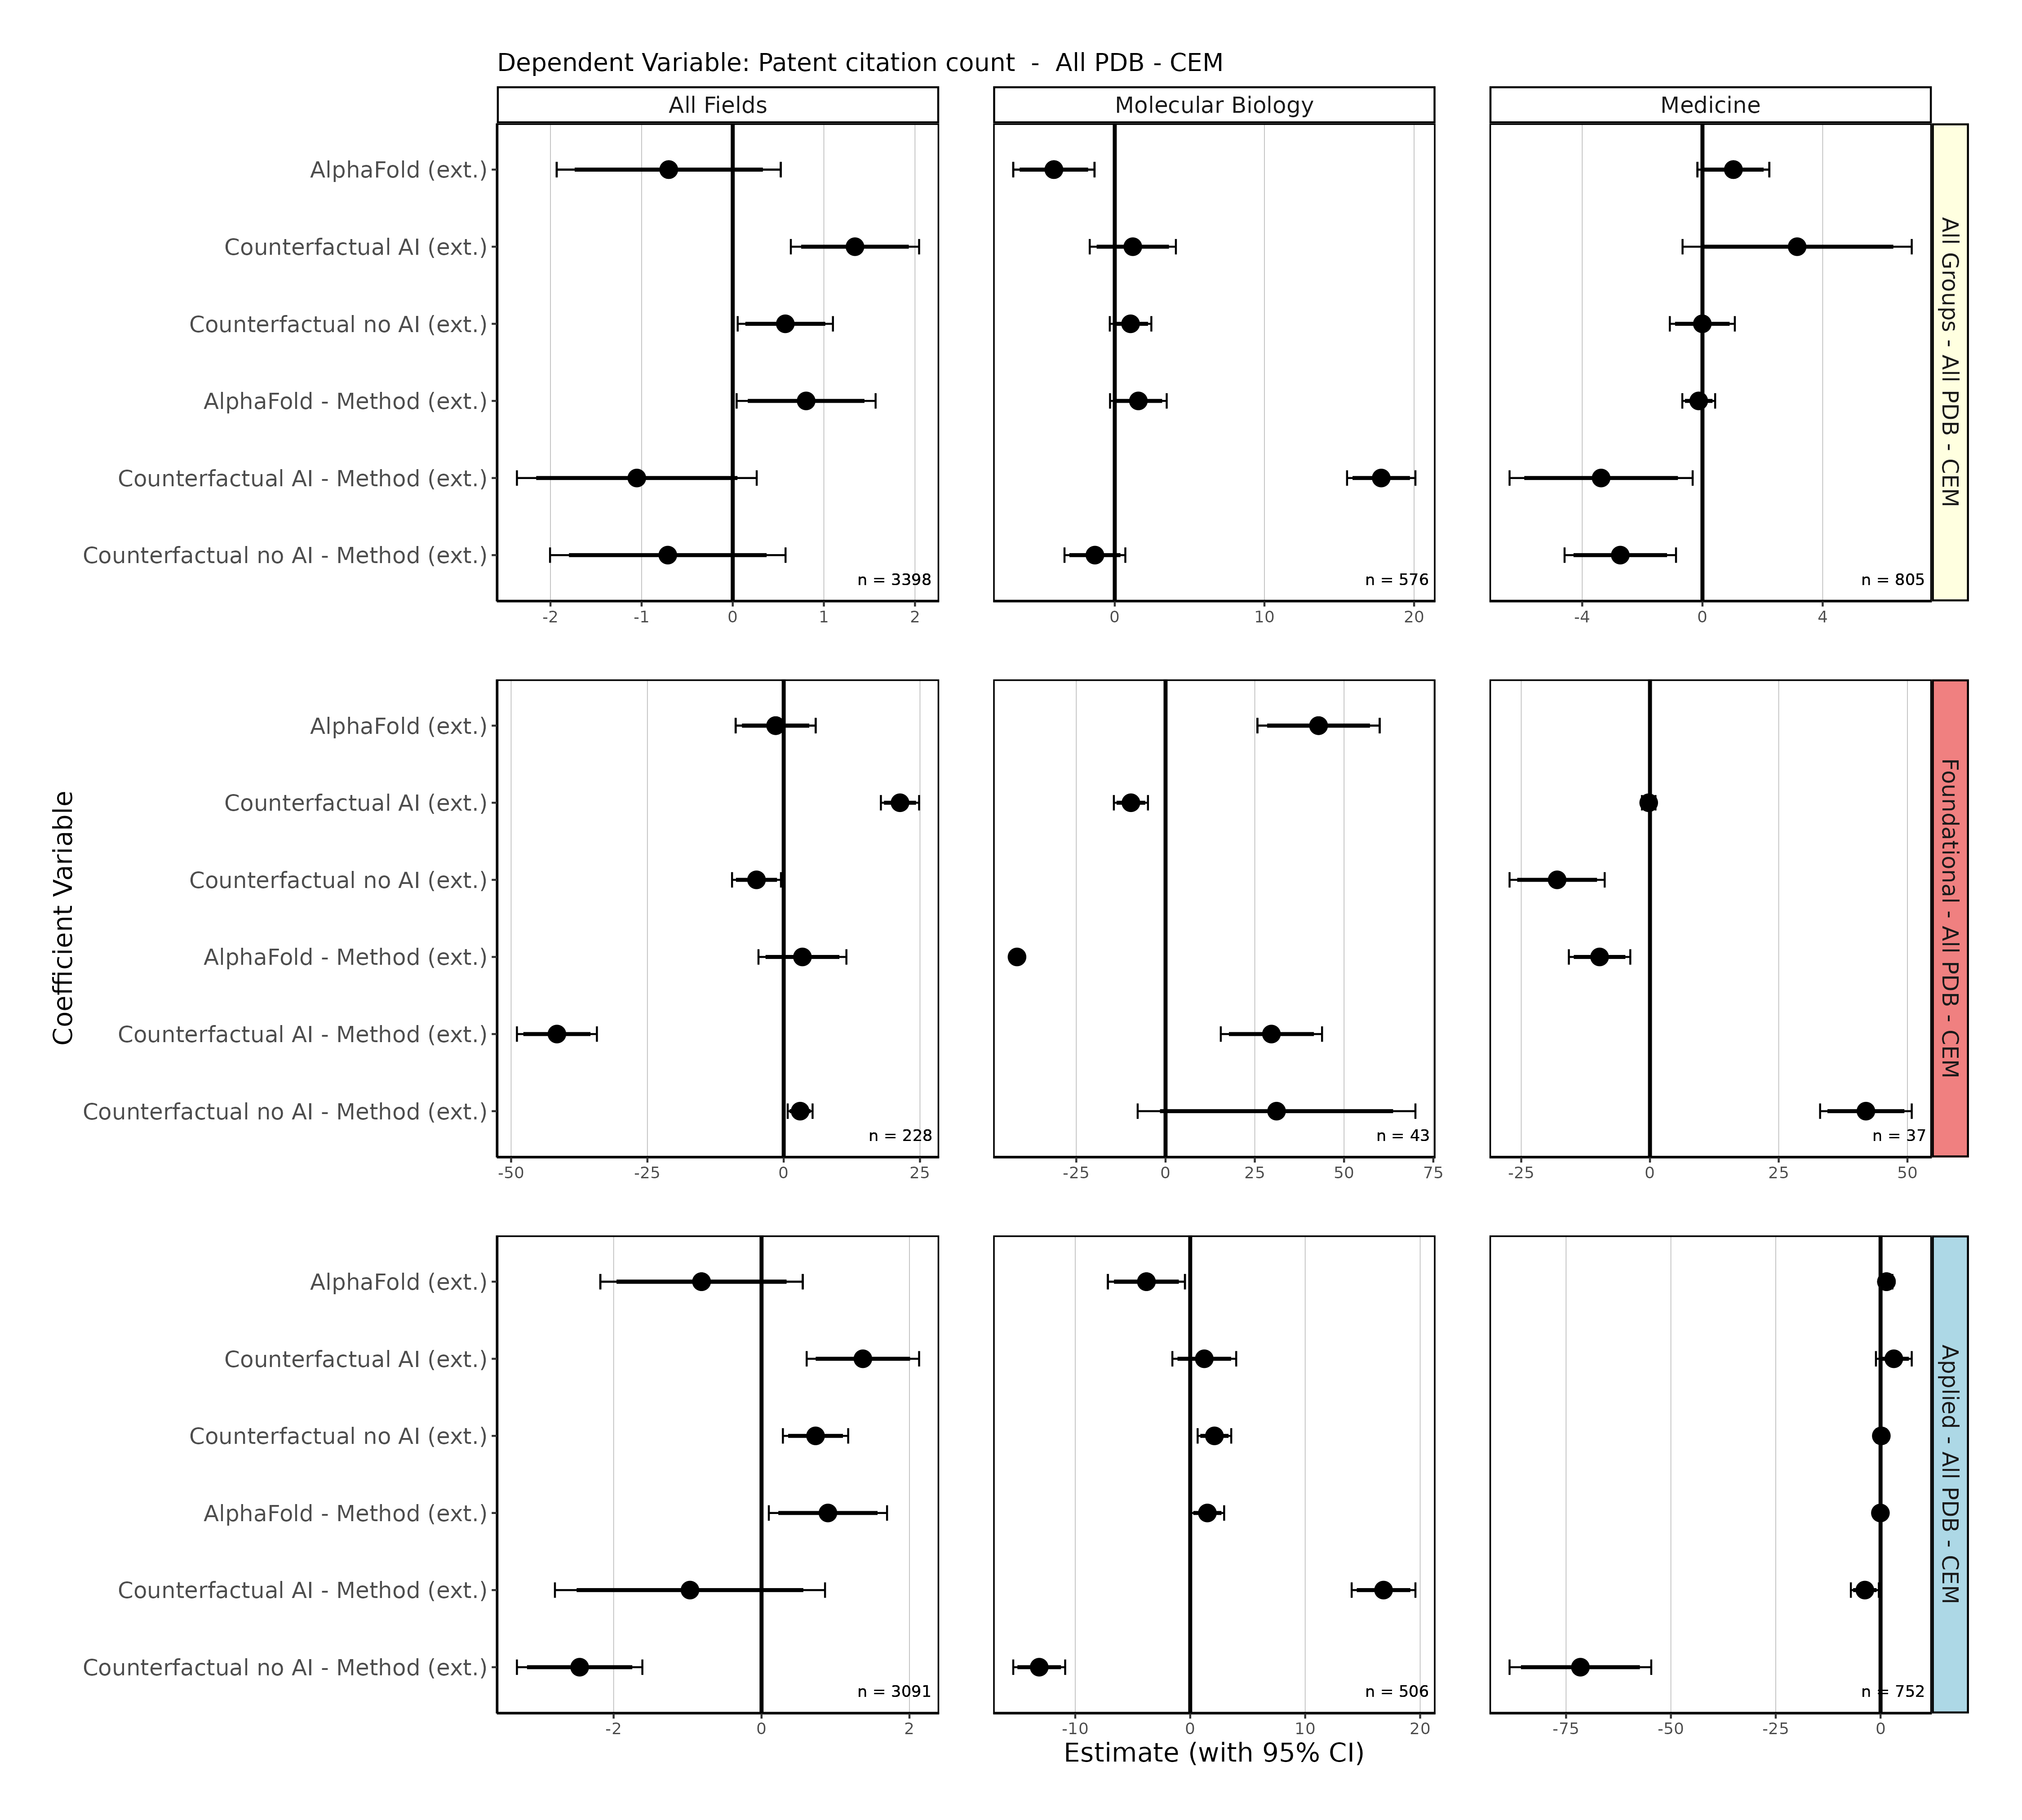 Dependent Variable: Patent citation count - All PDB - CEM
All Fields
Molecular Biology
Medicine
AlphaFold (ext.)
Counterfactual AI (ext.)
Counterfactual no AI (ext.)
AlphaFold - Method (ext.)
Counterfactual AI - Method (ext.)
Counterfactual no AI - Method (ext.)
n = 3398
n = 576
n = 805
-2 -1 0 1 2
0 10 20
-4 0 4
All Groups - All PDB - CEM
Coefficient Variable
AlphaFold (ext.)
Counterfactual AI (ext.)
Counterfactual no AI (ext.)
AlphaFold - Method (ext.)
Counterfactual AI - Method (ext.)
Counterfactual no AI - Method (ext.)
n = 228
n = 43
n = 37
-50 -25 0 25
-25 0 25 50 75
-25 0 25 50
Foundational - All PDB - CEM
AlphaFold (ext.)
Counterfactual AI (ext.)
Counterfactual no AI (ext.)
AlphaFold - Method (ext.)
Counterfactual AI - Method (ext.)
Counterfactual no AI - Method (ext.)
n = 3091
n = 506
n = 752
-2 0 2
-10 0 10 20
-75 -50 -25 0
Applied - All PDB - CEM
Estimate (with 95% CI)